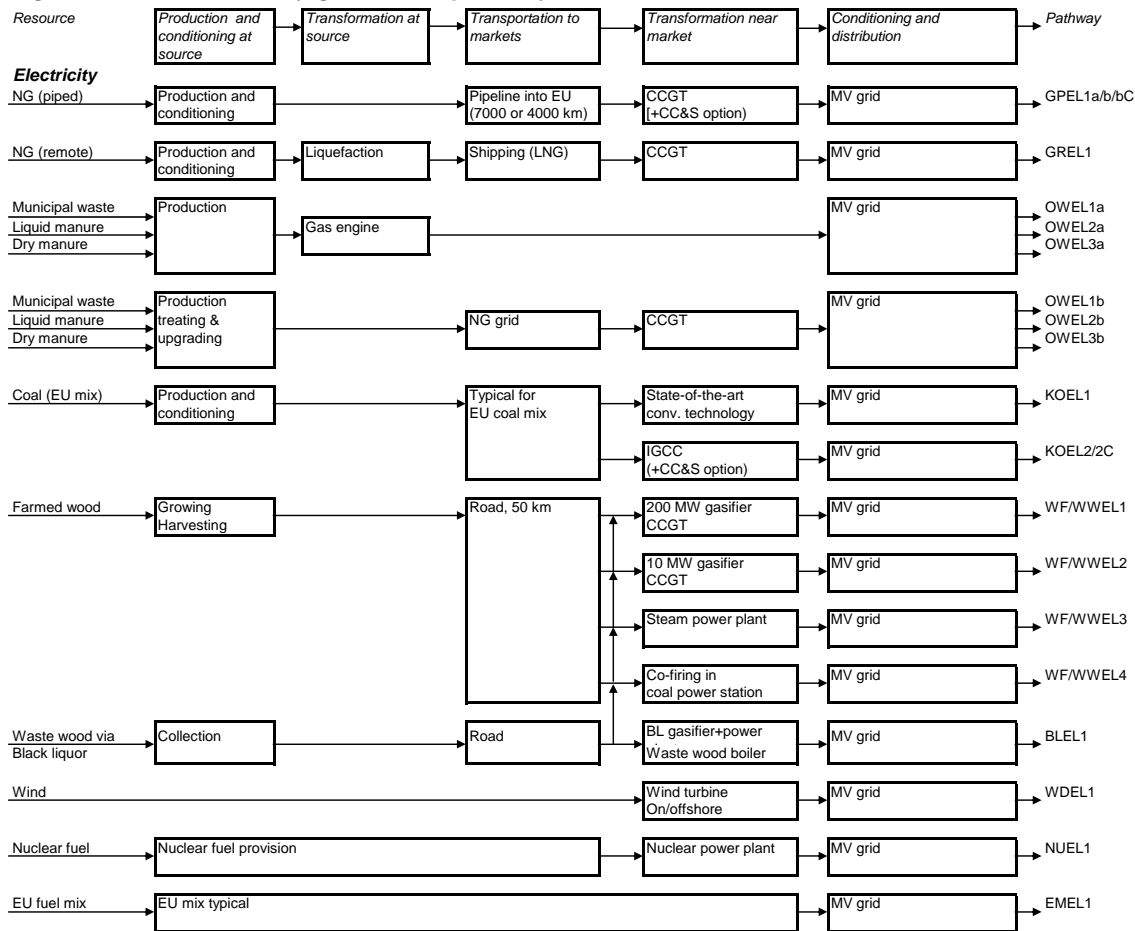 Resource
Production and
conditioning at
source
Transformation at
source
Transportation to
markets
Transformation near
market
Conditioning and
distribution
Pathway
Electricity
NG (piped)
Production and
conditioning
Pipeline into EU
(7000 or 4000 km)
CCGT
[+CC&S option)
MV grid
GPEL1a/b/bC
NG (remote)
Production and
conditioning
Liquefaction
Shipping (LNG)
CCGT
MV grid
GREL1
Municipal waste
Liquid manure
Dry manure
Production
Gas engine
MV grid
OWEL1a
OWEL2a
OWEL3a
Municipal waste
Liquid manure
Dry manure
Production
treating &
upgrading
NG grid
CCGT
MV grid
OWEL1b
OWEL2b
OWEL3b
Coal (EU mix)
Production and
conditioning
Typical for
EU coal mix
State-of-the-art
conv. technology
MV grid
KOEL1
IGCC
(+CC&S option)
MV grid
KOEL2/2C
Farmed wood
Growing
Harvesting
Road, 50 km
200 MW gasifier
CCGT
MV grid
WF/WWEL1
10 MW gasifier
CCGT
MV grid
WF/WWEL2
Steam power plant
MV grid
WF/WWEL3
Co-firing in
coal power station
MV grid
WF/WWEL4
Waste wood via
Black liquor
Collection
Road
BL gasifier+power
Waste wood boiler
MV grid
BLEL1
Wind
Wind turbine
On/offshore
MV grid
WDEL1
Nuclear fuel
Nuclear fuel provision
Nuclear power plant
MV grid
NUEL1
EU fuel mix
EU mix typical
MV grid
EMEL1